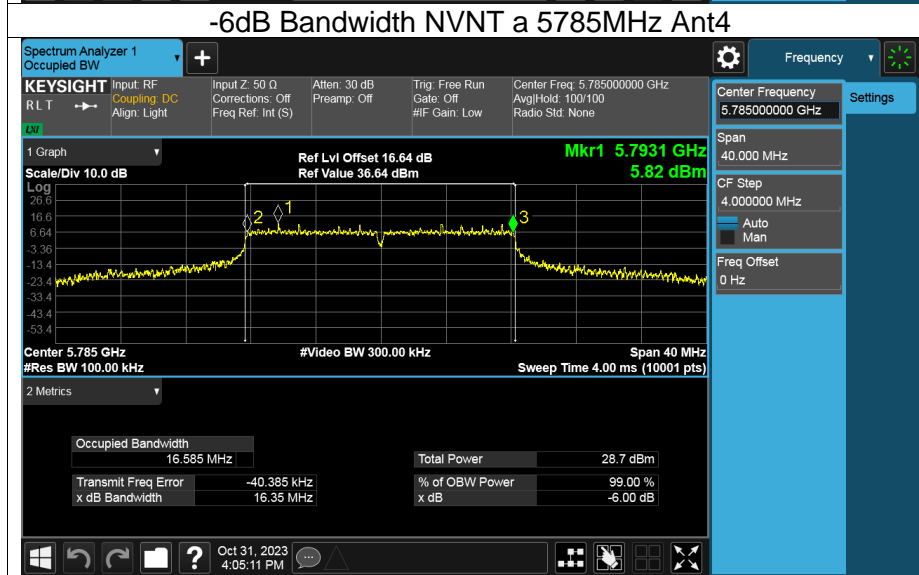 -6dB Bandwidth NVNT a 5785MHz Ant4
Spectrum Analyzer 1
Occupied BW
Frequency
KEYSIGHT
RLT
LXI
Input: RF
Coupling: DC
Align: Light
Input Z: 50 Ω
Corrections: Off
Freq Ref: Int (S)
Atten: 30 dB
Preamp: Off
Trig: Free Run
Gate: Off
#IF Gain: Low
Center Freq: 5.785000000 GHz
Avg|Hold: 100/100
Radio Std: None
Center Frequency
5.785000000 GHz
Settings
Span
40.000 MHz
CF Step
4.000000 MHz
Auto
Man
Freq Offset
0 Hz
1 Graph
Scale/Div 10.0 dB
Ref Lvl Offset 16.64 dB
Ref Value 36.64 dBm
Mkr1 5.7931 GHz
5.82 dBm
Log
26.6
16.6
6.64
-3.36
-13.4
-23.4
-33.4
-43.4
-53.4
2
1
3
Center 5.785 GHz
#Video BW 300.00 kHz
Span 40 MHz
#Res BW 100.00 kHz
Sweep Time 4.00 ms (10001 pts)
2 Metrics
Occupied Bandwidth
16.585 MHz
Total Power 28.7 dBm
Transmit Freq Error -40.385 kHz
% of OBW Power 99.00 %
x dB Bandwidth 16.35 MHz
x dB -6.00 dB
?
Oct 31, 2023
4:05:11 PM